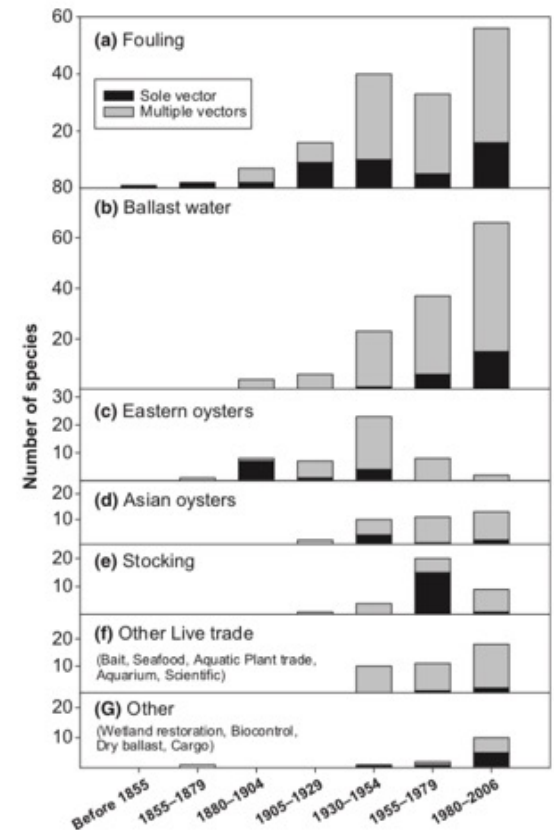 Number of species
60
(a) Fouling
Sole vector
Multiple vectors
40
20
80
(b) Ballast water
60
40
20
30
(c) Eastern oysters
20
10
20
(d) Asian oysters
10
20
(e) Stocking
10
(f) Other Live trade
20
(Bait, Seafood, Aquatic Plant trade,
10
Aquarium, Scientific)
(G) Other
20
(Wetland restoration, Biocontrol,
10
Dry ballast, Cargo)
Before 1855
1855–1879
1880–1904
1905–1929
1930–1954
1955–1979
1980–2006